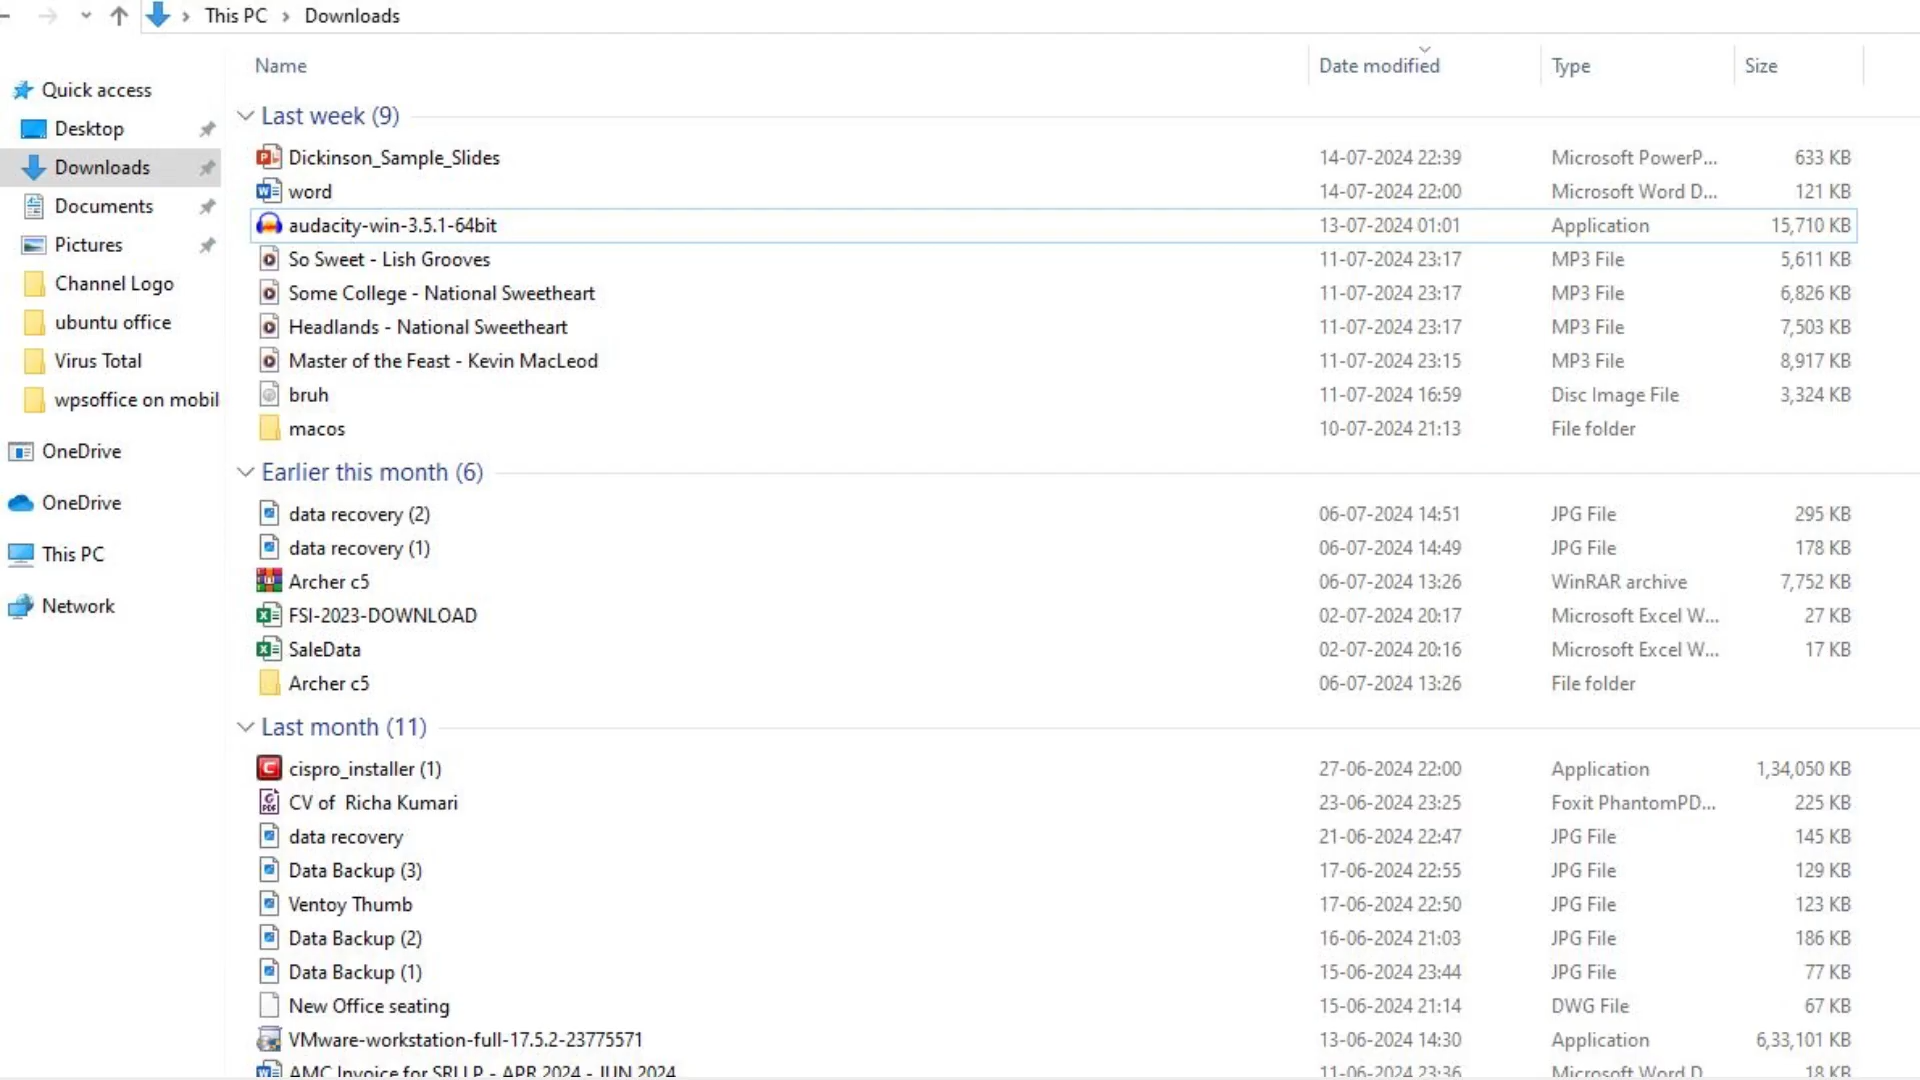 This PC > Downloads
Name Date modified Type Size
Quick access
Desktop
Downloads
Documents
Pictures
Channel Logo
ubuntu office
Virus Total
wpsoffice on mobil
OneDrive
OneDrive
This PC
Network
Last week (9)
Dickinson_Sample_Slides 14-07-2024 22:39 Microsoft PowerP... 633 KB
word 14-07-2024 22:00 Microsoft Word D... 121 KB
audacity-win-3.5.1-64bit 13-07-2024 01:01 Application 15,710 KB
So Sweet - Lish Grooves 11-07-2024 23:17 MP3 File 5,611 KB
Some College - National Sweetheart 11-07-2024 23:17 MP3 File 6,826 KB
Headlands - National Sweetheart 11-07-2024 23:17 MP3 File 7,503 KB
Master of the Feast - Kevin MacLeod 11-07-2024 23:15 MP3 File 8,917 KB
bruh 11-07-2024 16:59 Disc Image File 3,324 KB
macos 10-07-2024 21:13 File folder
Earlier this month (6)
data recovery (2) 06-07-2024 14:51 JPG File 295 KB
data recovery (1) 06-07-2024 14:49 JPG File 178 KB
Archer c5 06-07-2024 13:26 WinRAR archive 7,752 KB
FSI-2023-DOWNLOAD 02-07-2024 20:17 Microsoft Excel W... 27 KB
SaleData 02-07-2024 20:16 Microsoft Excel W... 17 KB
Archer c5 06-07-2024 13:26 File folder
Last month (11)
cispro_installer (1) 27-06-2024 22:00 Application 1,34,050 KB
CV of  Richa Kumari 23-06-2024 23:25 Foxit PhantomPD... 225 KB
data recovery 21-06-2024 22:47 JPG File 145 KB
Data Backup (3) 17-06-2024 22:55 JPG File 129 KB
Ventoy Thumb 17-06-2024 22:50 JPG File 123 KB
Data Backup (2) 16-06-2024 21:03 JPG File 186 KB
Data Backup (1) 15-06-2024 23:44 JPG File 77 KB
New Office seating 15-06-2024 21:14 DWG File 67 KB
VMware-workstation-full-17.5.2-23775571 13-06-2024 14:30 Application 6,33,101 KB
AMC Invoice for SRLLP - APR 2024 - JUN 2024 11-06-2024 23:36 Microsoft Word D... 18 KB